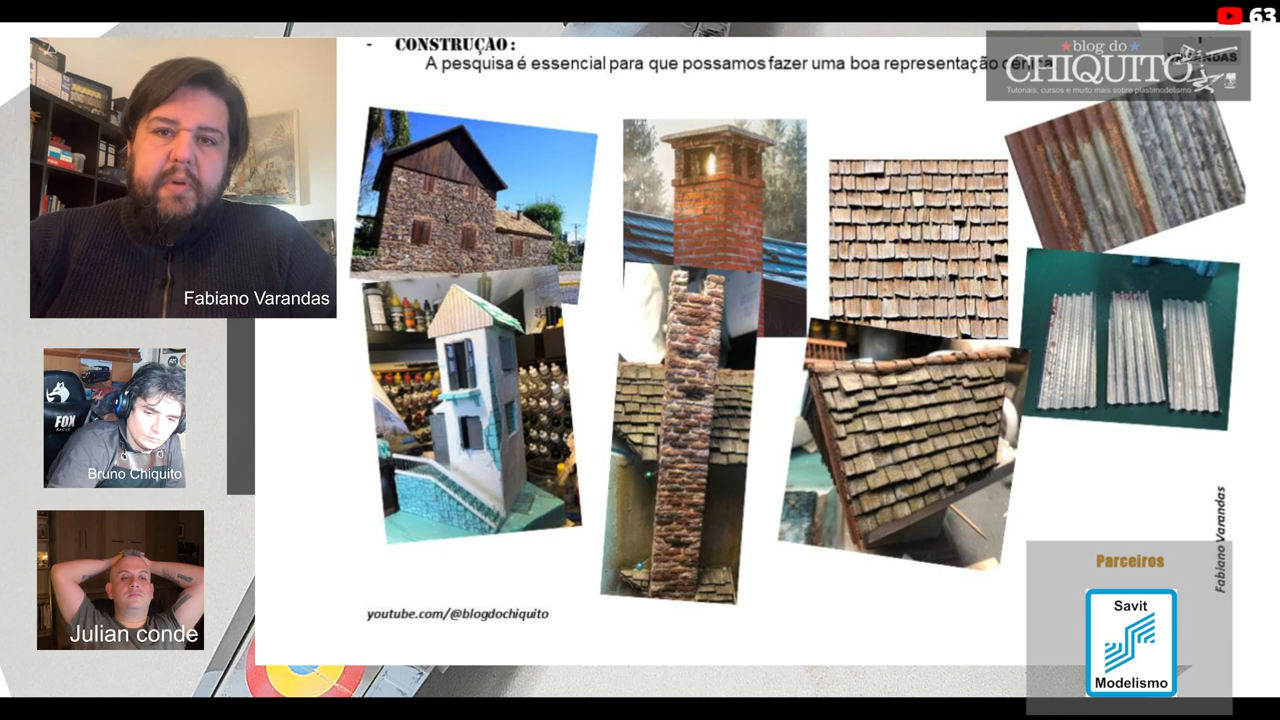 63
- CONSTRUÇÃO :
A pesquisa é essencial para que possamos fazer uma boa representação
blog do
CHIQUITO
Tutoriais, cursos e muito mais sobre plastimodelismo
VARANDAS
Fabiano Varandas
FOX
Bruno Chiquito
Julian conde
youtube.com/@blogdochiquito
Fabiano Varandas
Parceiros
Savit
Modelismo